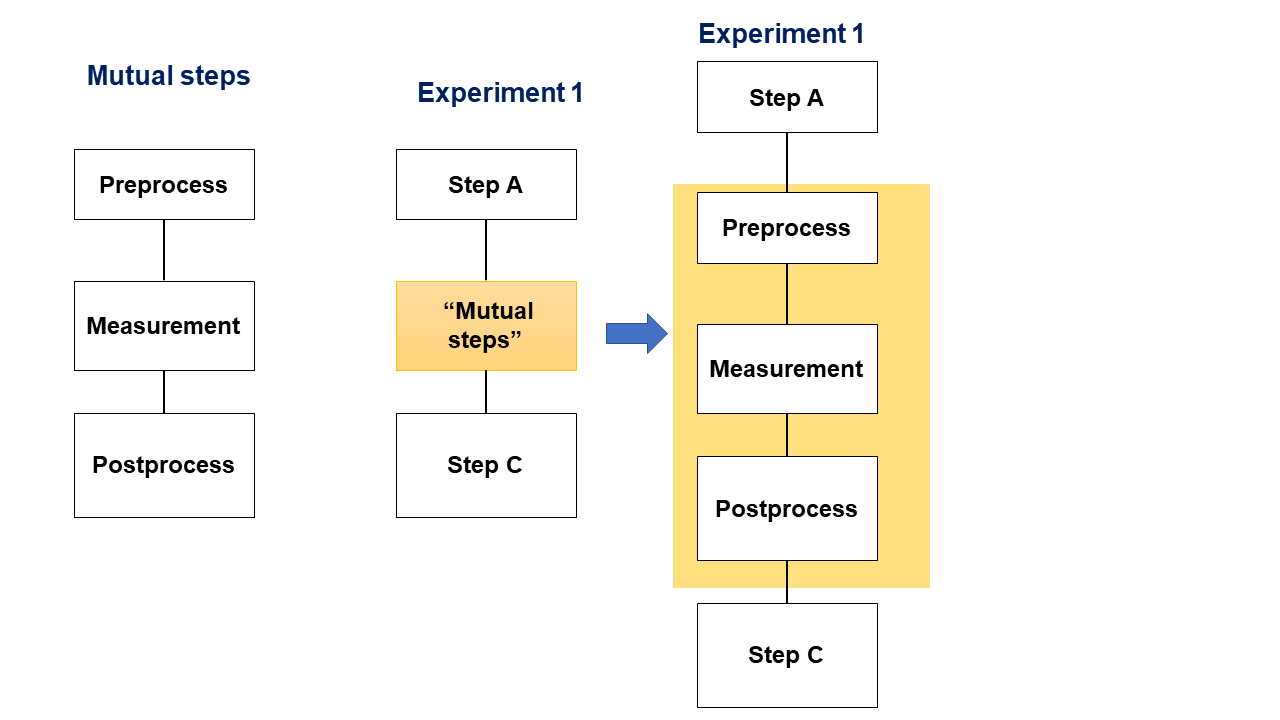 Mutual steps
Preprocess
Measurement
Postprocess
Experiment 1
Step A
“Mutual
steps”
Step C
Experiment 1
Step A
Preprocess
Measurement
Postprocess
Step C